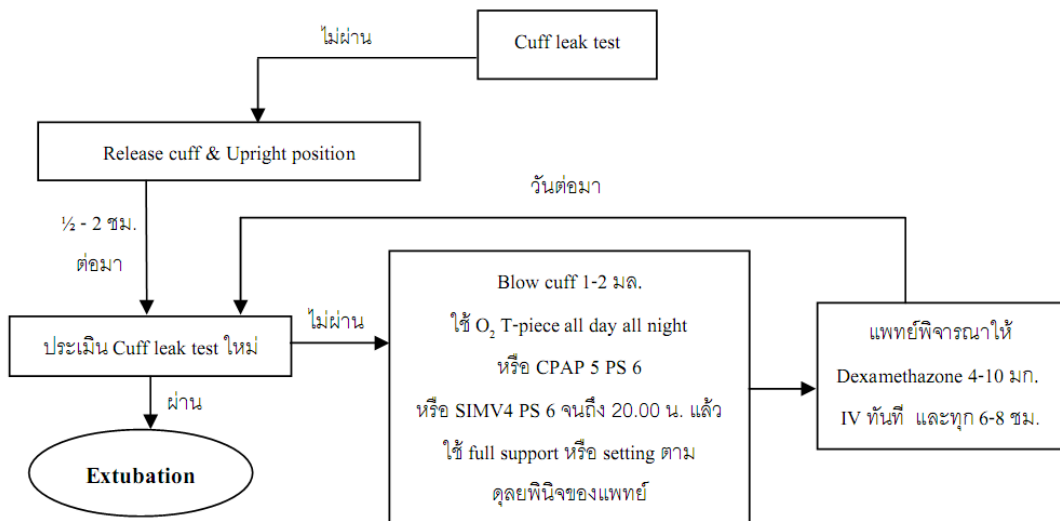 ไม่ผ่าน
Cuff leak test
Release cuff & Upright position
วันต่อมา
½ - 2 ชม.
ต่อมา
ประเมิน Cuff leak test ใหม่
ไม่ผ่าน
Blow cuff 1-2 มล.
ใช้ O₂ T-piece all day all night
หรือ CPAP 5 PS 6
หรือ SIMV4 PS 6 จนถึง 20.00 น. แล้ว
ใช้ full support หรือ setting ตาม
ดุลยพินิจของแพทย์
แพทย์พิจารณาให้
Dexamethazone 4-10 มก.
IV ทันที และทุก 6-8 ชม.
ผ่าน
Extubation